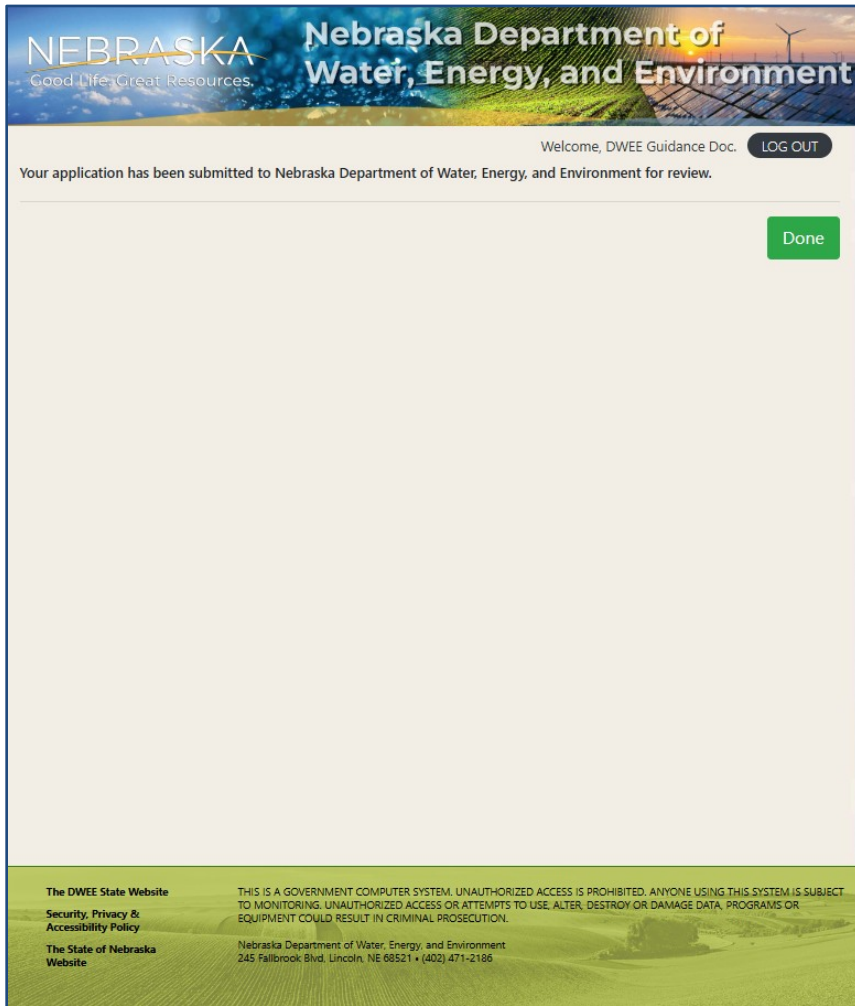 NEBRASKA
Good Life. Great Resources.
Nebraska Department of
Water, Energy, and Environment
Welcome, DWEE Guidance Doc. LOG OUT
Your application has been submitted to Nebraska Department of Water, Energy, and Environment for review.
Done
The DWEE State Website
Security, Privacy &
Accessibility Policy
The State of Nebraska
Website
THIS IS A GOVERNMENT COMPUTER SYSTEM. UNAUTHORIZED ACCESS IS PROHIBITED. ANYONE USING THIS SYSTEM IS SUBJECT
TO MONITORING. UNAUTHORIZED ACCESS OR ATTEMPTS TO USE, ALTER, DESTROY OR DAMAGE DATA, PROGRAMS OR
EQUIPMENT COULD RESULT IN CRIMINAL PROSECUTION.
Nebraska Department of Water, Energy, and Environment
245 Fallbrook Blvd, Lincoln, NE 68521 • (402) 471-2186